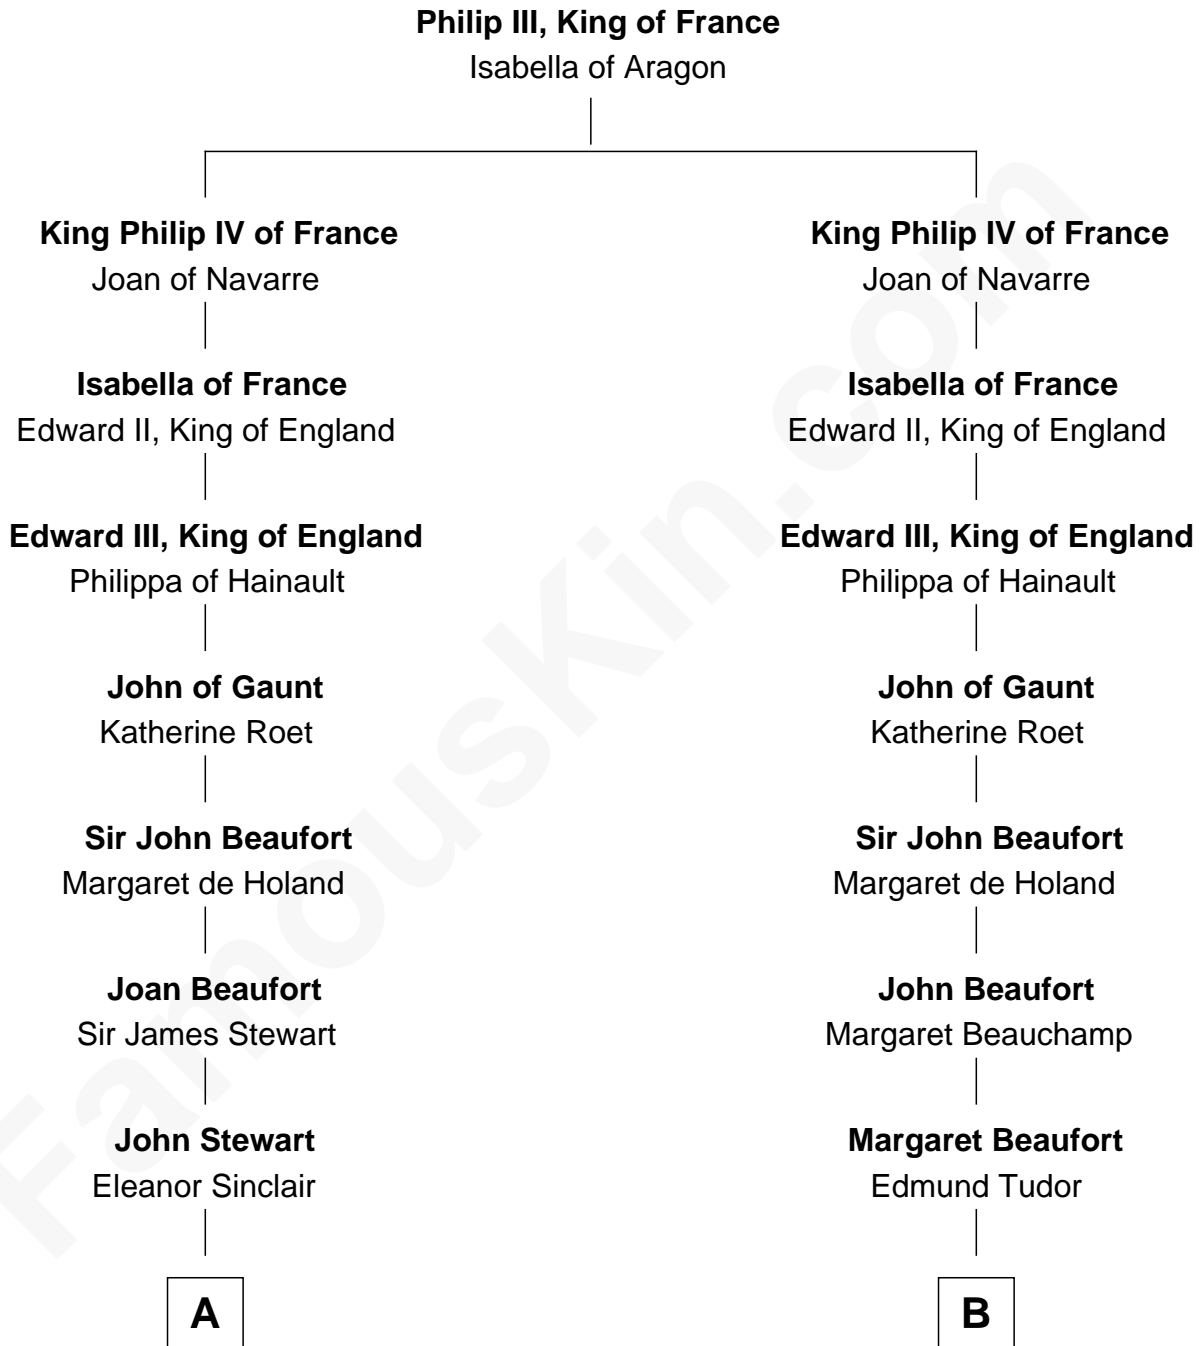 Philip III, King of France
Isabella of Aragon
King Philip IV of France
Joan of Navarre
King Philip IV of France
Joan of Navarre
Isabella of France
Edward II, King of England
Isabella of France
Edward II, King of England
Edward III, King of England
Philippa of Hainault
Edward III, King of England
Philippa of Hainault
John of Gaunt
Katherine Roet
John of Gaunt
Katherine Roet
Sir John Beaufort
Margaret de Holand
Sir John Beaufort
Margaret de Holand
Joan Beaufort
Sir James Stewart
John Beaufort
Margaret Beauchamp
John Stewart
Eleanor Sinclair
Margaret Beaufort
Edmund Tudor
A
B
FamousKin.com